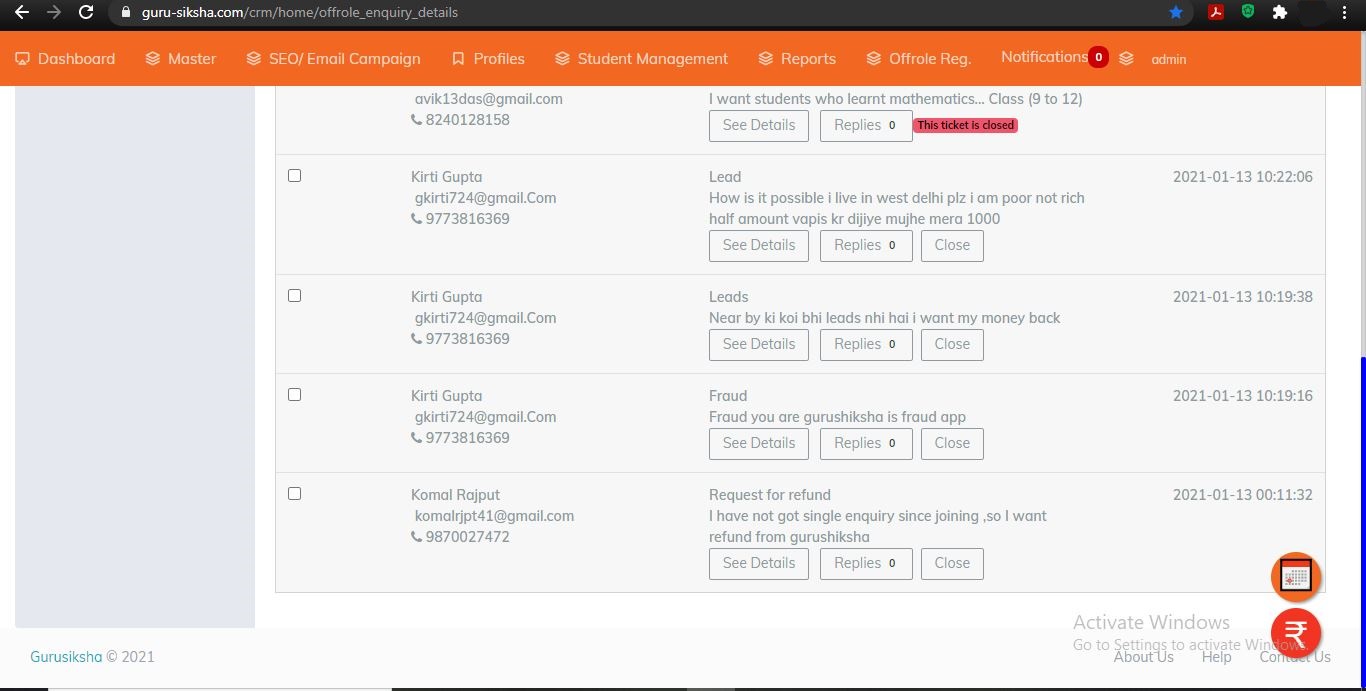 guru-siksha.com/crm/home/offrole_enquiry_details
Dashboard Master SEO/ Email Campaign Profiles Student Management Reports Offrole Reg. Notifications 0 admin
avik13das@gmail.com
8240128158
I want students who learnt mathematics... Class (9 to 12)
See Details Replies 0 This ticket is closed
Kirti Gupta
gkirti724@gmail.Com
9773816369
Lead
How is it possible i live in west delhi plz i am poor not rich
half amount vapis kr dijiye mujhe mera 1000
See Details Replies 0 Close
2021-01-13 10:22:06
Kirti Gupta
gkirti724@gmail.Com
9773816369
Leads
Near by ki koi bhi leads nhi hai i want my money back
See Details Replies 0 Close
2021-01-13 10:19:38
Kirti Gupta
gkirti724@gmail.Com
9773816369
Fraud
Fraud you are gurushiksha is fraud app
See Details Replies 0 Close
2021-01-13 10:19:16
Komal Rajput
komalrjpt41@gmail.com
9870027472
Request for refund
I have not got single enquiry since joining ,so I want
refund from gurushiksha
See Details Replies 0 Close
2021-01-13 00:11:32
Activate Windows
Go to Settings to activate Windows.
₹
Gurusiksha © 2021
About Us Help Contact Us